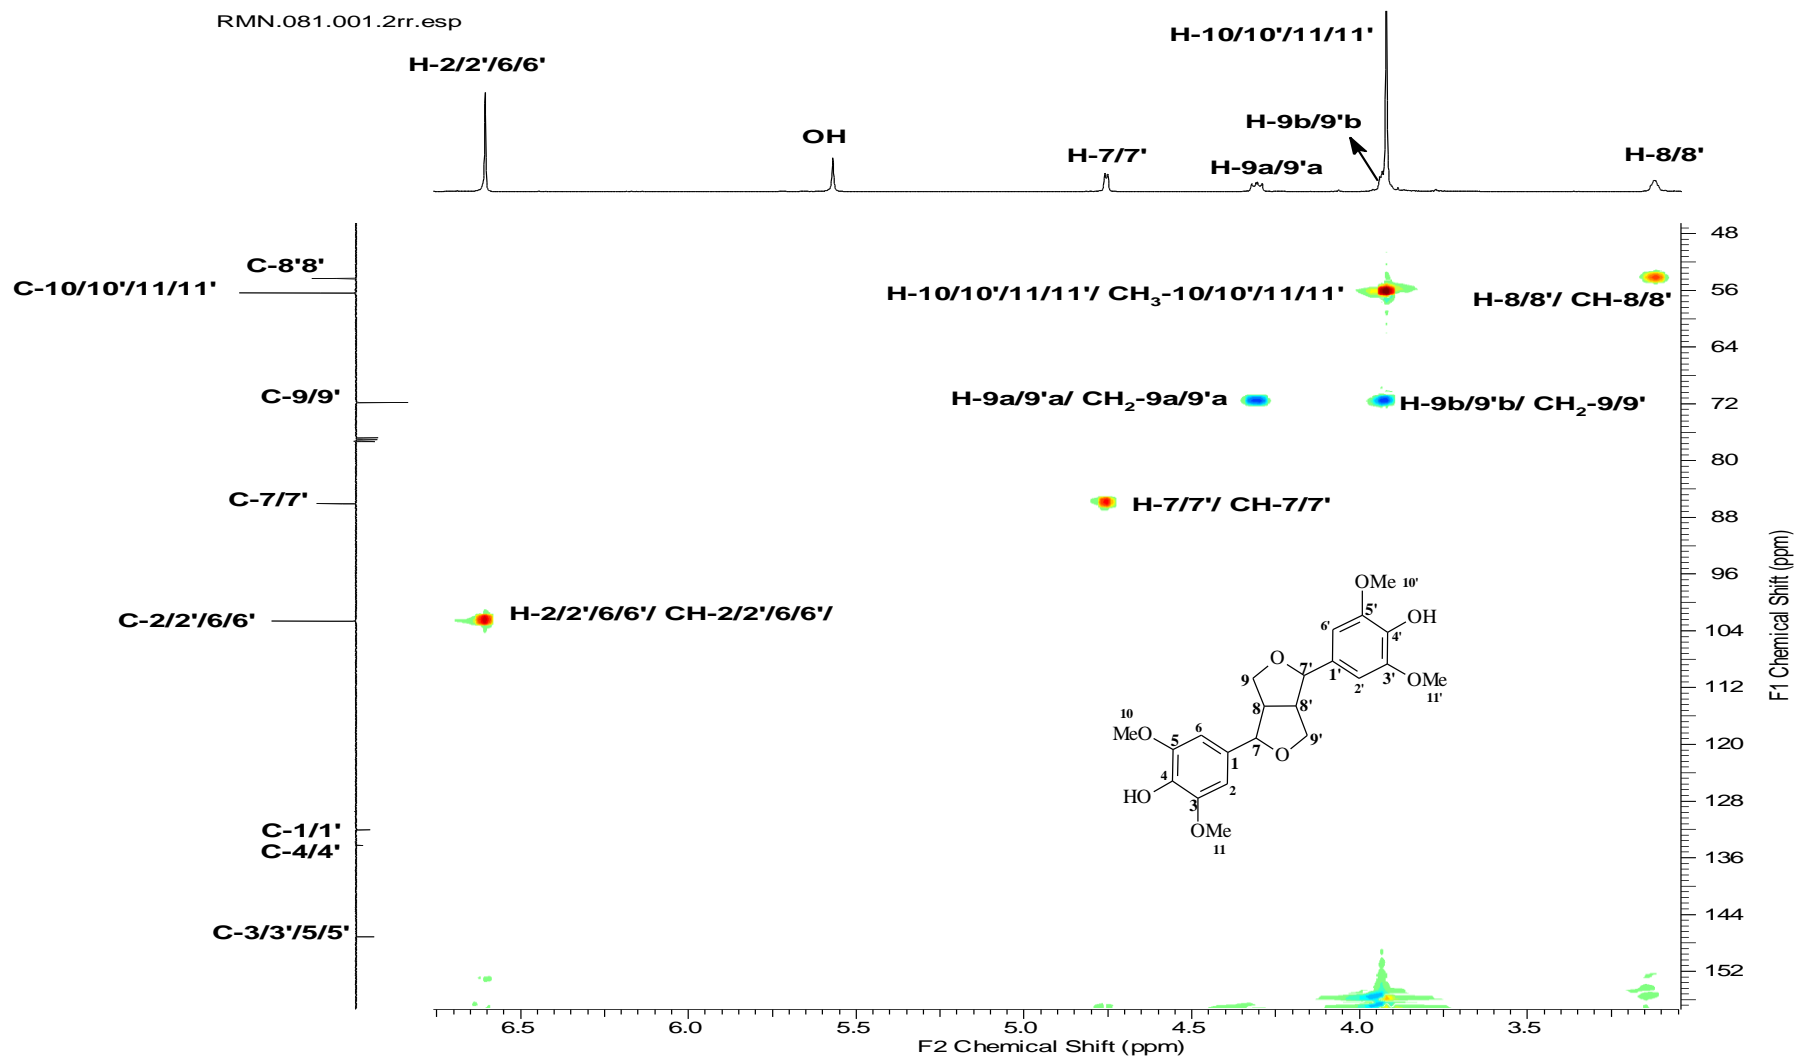 RMN.081.001.2rr.esp
H-10/10'/11/11'
H-2/2'/6/6'
H-9b/9'b
OH
H-7/7'
H-9a/9'a
H-8/8'
C-8'8'
C-10/10'/11/11'
C-9/9'
C-7/7'
C-2/2'/6/6'
C-1/1'
C-4/4'
C-3/3'/5/5'
H-10/10'/11/11'/ CH3-10/10'/11/11'
H-8/8'/ CH-8/8'
H-9a/9'a/ CH2-9a/9'a
H-9b/9'b/ CH2-9/9'
H-7/7'/ CH-7/7'
H-2/2'/6/6'/ CH-2/2'/6/6'/
OMe 10'
5'
6'
OH
4'
O
7'
1'
3'
OMe
9
2'
11'
8
8'
10
MeO
5
6
9'
7
O
1
4
2
HO
3
OMe
11
48
56
64
72
80
88
96
104
112
120
128
136
144
152
F1 Chemical Shift (ppm)
6.5 6.0 5.5 5.0 4.5 4.0 3.5
F2 Chemical Shift (ppm)